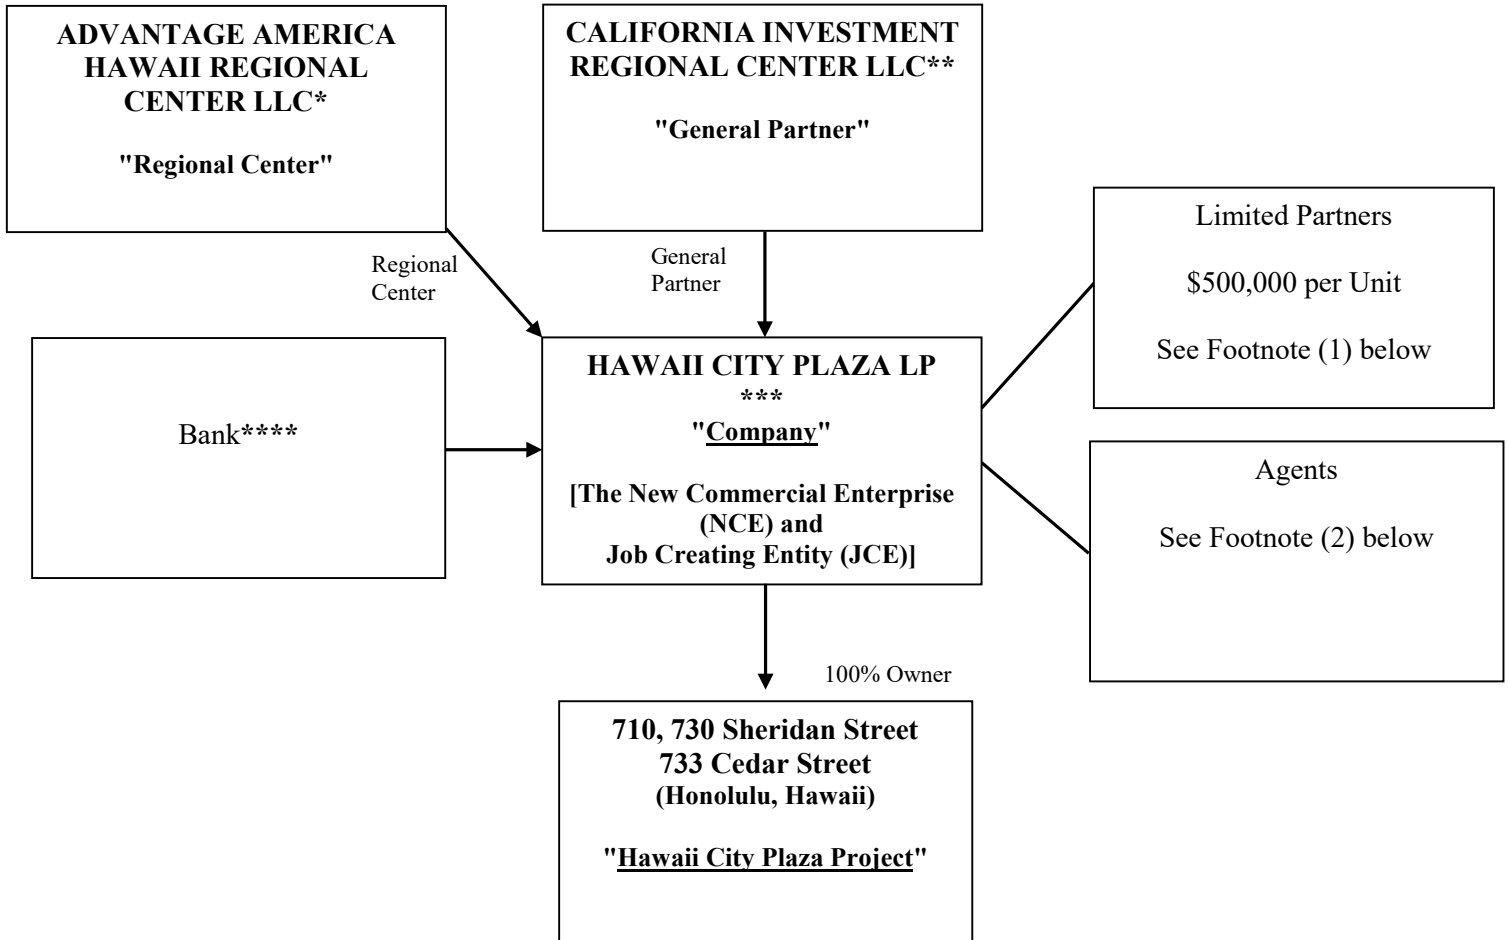 ADVANTAGE AMERICA
HAWAII REGIONAL
CENTER LLC*
"Regional Center"
CALIFORNIA INVESTMENT
REGIONAL CENTER LLC**
"General Partner"
Regional
Center
General
Partner
Limited Partners
$500,000 per Unit
See Footnote (1) below
Bank****
HAWAII CITY PLAZA LP
***
"Company"
[The New Commercial Enterprise
(NCE) and
Job Creating Entity (JCE)]
Agents
See Footnote (2) below
100% Owner
710, 730 Sheridan Street
733 Cedar Street
(Honolulu, Hawaii)
"Hawaii City Plaza Project"